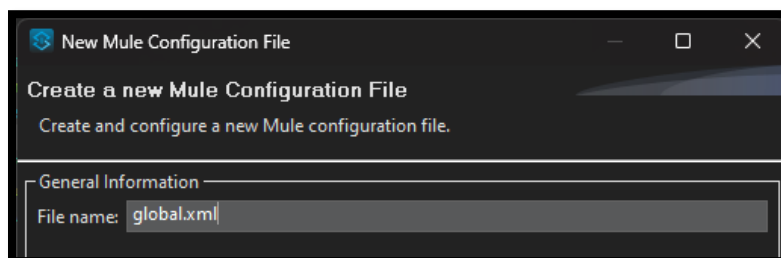 New Mule Configuration File
Create a new Mule Configuration File
Create and configure a new Mule configuration file.
General Information
File name: global.xml